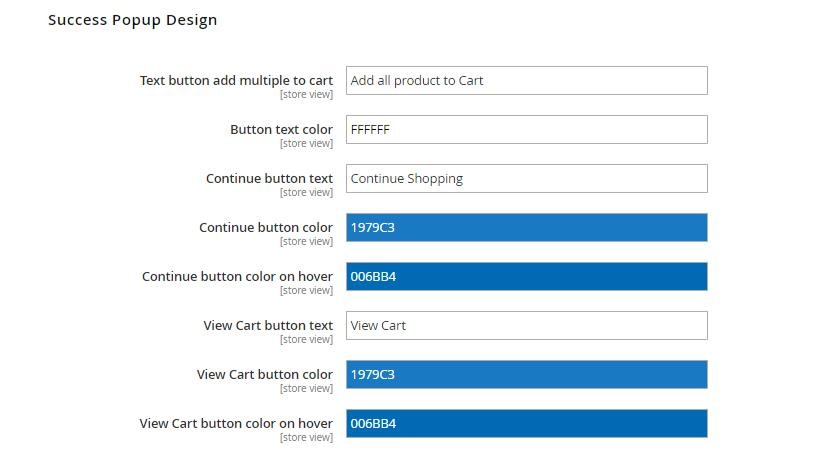 Success Popup Design
Text button add multiple to cart Add all product to Cart
[store view]
Button text color FFFFFF
[store view]
Continue button text Continue Shopping
[store view]
Continue button color 1979C3
[store view]
Continue button color on hover 006BB4
[store view]
View Cart button text View Cart
[store view]
View Cart button color 1979C3
[store view]
View Cart button color on hover 006BB4
[store view]